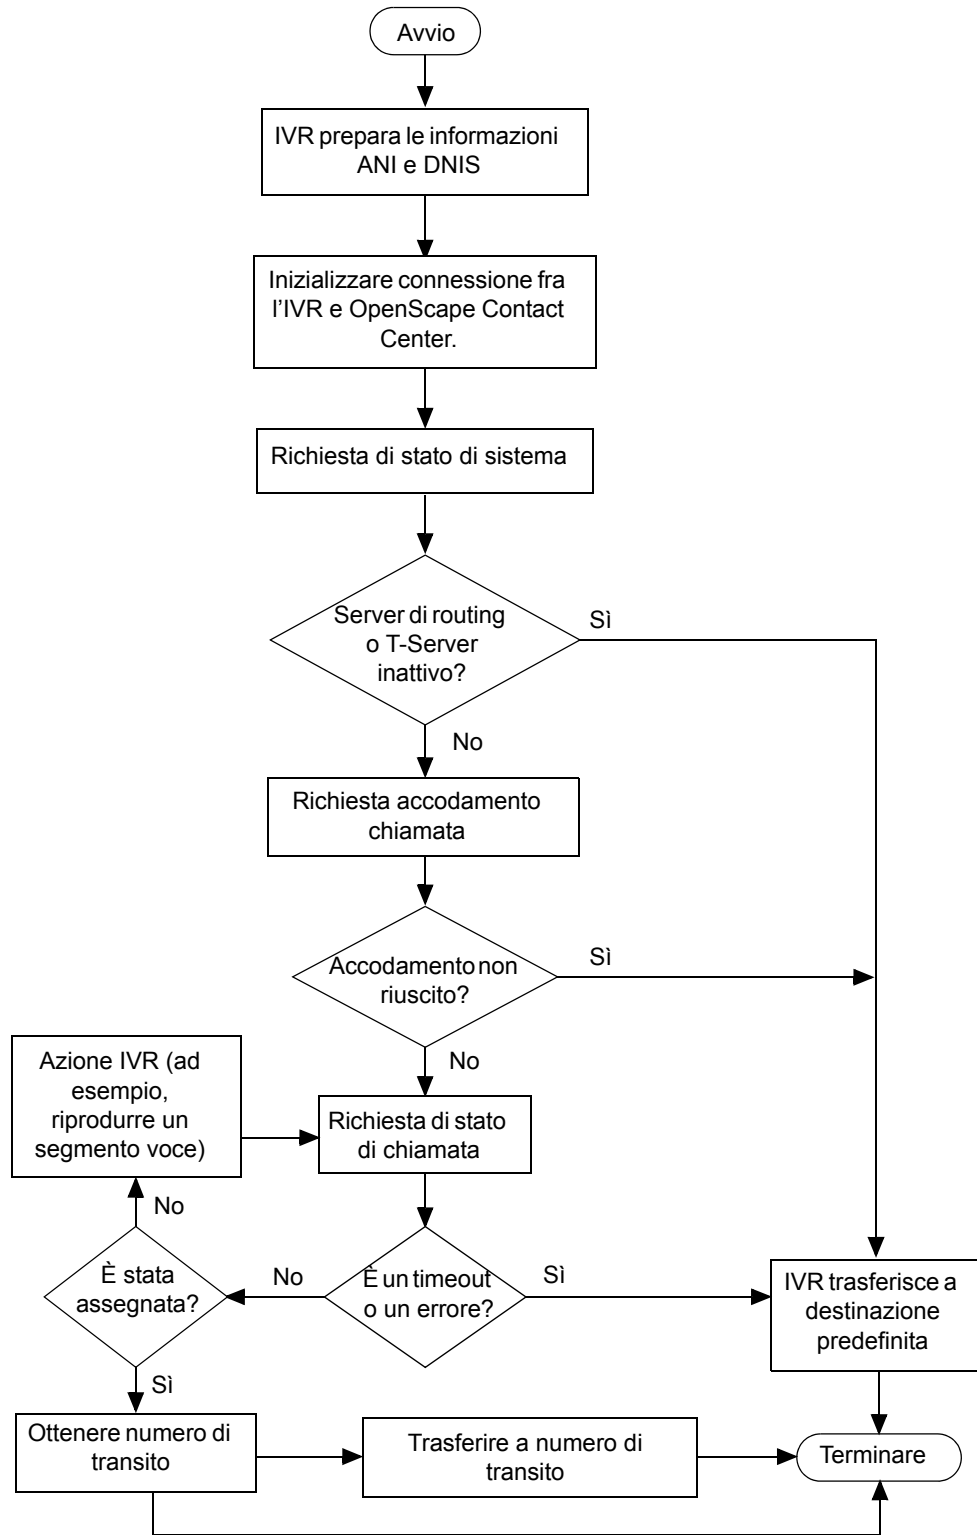 Avvio
IVR prepara le informazioni
ANI e DNIS
Inizializzare connessione fra
l'IVR e OpenScape Contact
Center.
Richiesta di stato di sistema
Server di routing
o T-Server
inattivo?
Sì
No
Richiesta accodamento
chiamata
Accodamento non
riuscito?
Sì
No
Azione IVR (ad
esempio,
riprodurre un
segmento voce)
Richiesta di stato
di chiamata
No
È stata
assegnata?
No
È un timeout
o un errore?
Sì
IVR trasferisce a
destinazione
predefinita
Sì
Ottenere numero di
transito
Trasferire a numero di
transito
Terminare